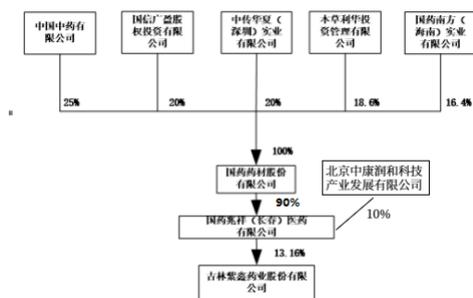 中国中药有
限公司
国信广盈股
权投资有限
公司
中传华夏（
深圳）实业有
限公司
本草利华投
资管理有限
公司
国药南方（
海南）实业有
限公司
25%
20%
20%
18.6%
16.4%
100%
国药药材股份
有限公司
北京中康润和科技
产业发展有限公司
90%
国药兆祥（长春）医药
有限公司
10%
13.16%
吉林紫鑫药业股份有限
公司